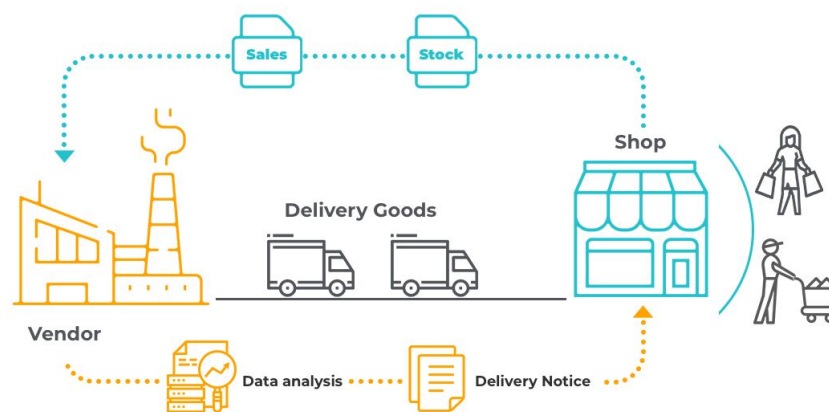 Sales
Stock
Shop
Delivery Goods
Vendor
Data analysis
Delivery Notice